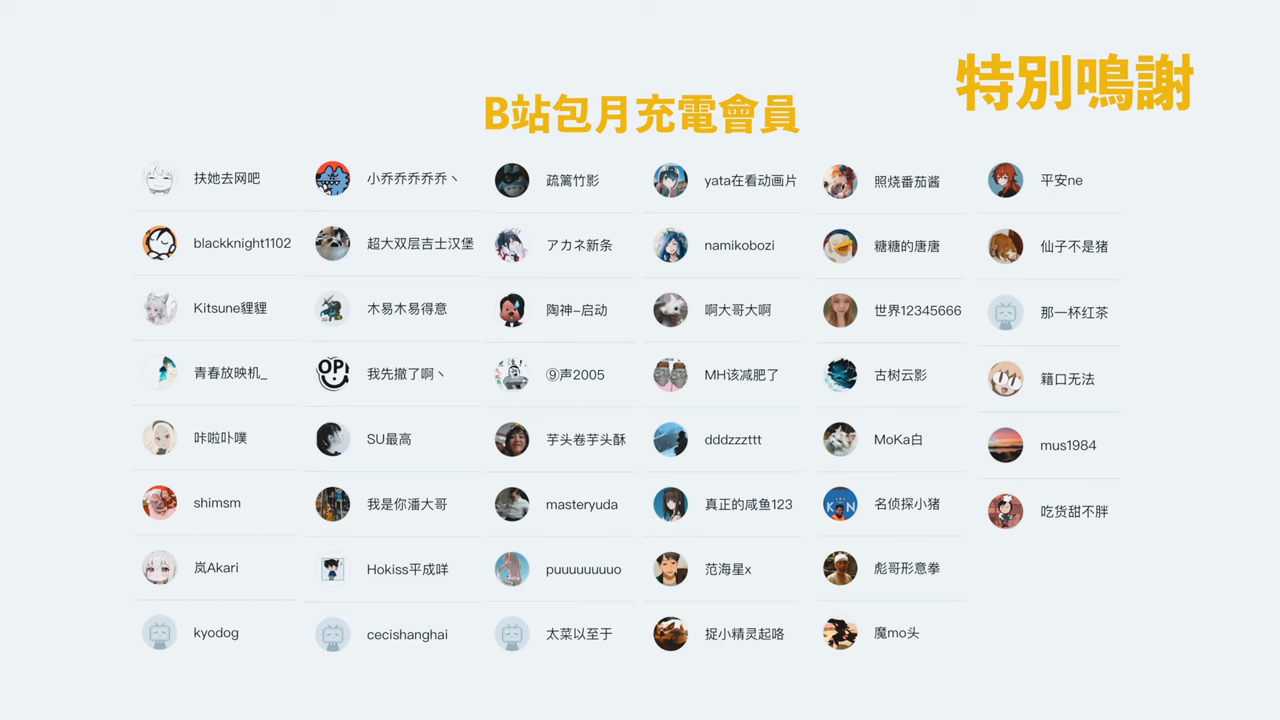 特別鳴謝
B站包月充電會員
扶她去网吧
小乔乔乔乔乔丶
疏篱竹影
yata在看动画片
照烧番茄酱
平安ne
blackknight1102
超大双层吉士汉堡
アカネ新条
namikobozi
糖糖的唐唐
仙子不是猪
Kitsune貍貍
木易木易得意
陶神-启动
啊大哥大啊
世界12345666
那一杯红茶
青春放映机_
我先撤了啊丶
⑨声2005
MH该减肥了
古树云影
籍口无法
咔啦卟噗
SU最高
芋头卷芋头酥
dddzzzttt
MoKa白
mus1984
shimsm
我是你潘大哥
masteryuda
真正的咸鱼123
名侦探小猪
吃货甜不胖
岚Akari
Hokiss平成咩
puuuuuuuuo
范海星x
彪哥形意拳
kyodog
cecishanghai
太菜以至于
捉小精灵起咯
魔mo头